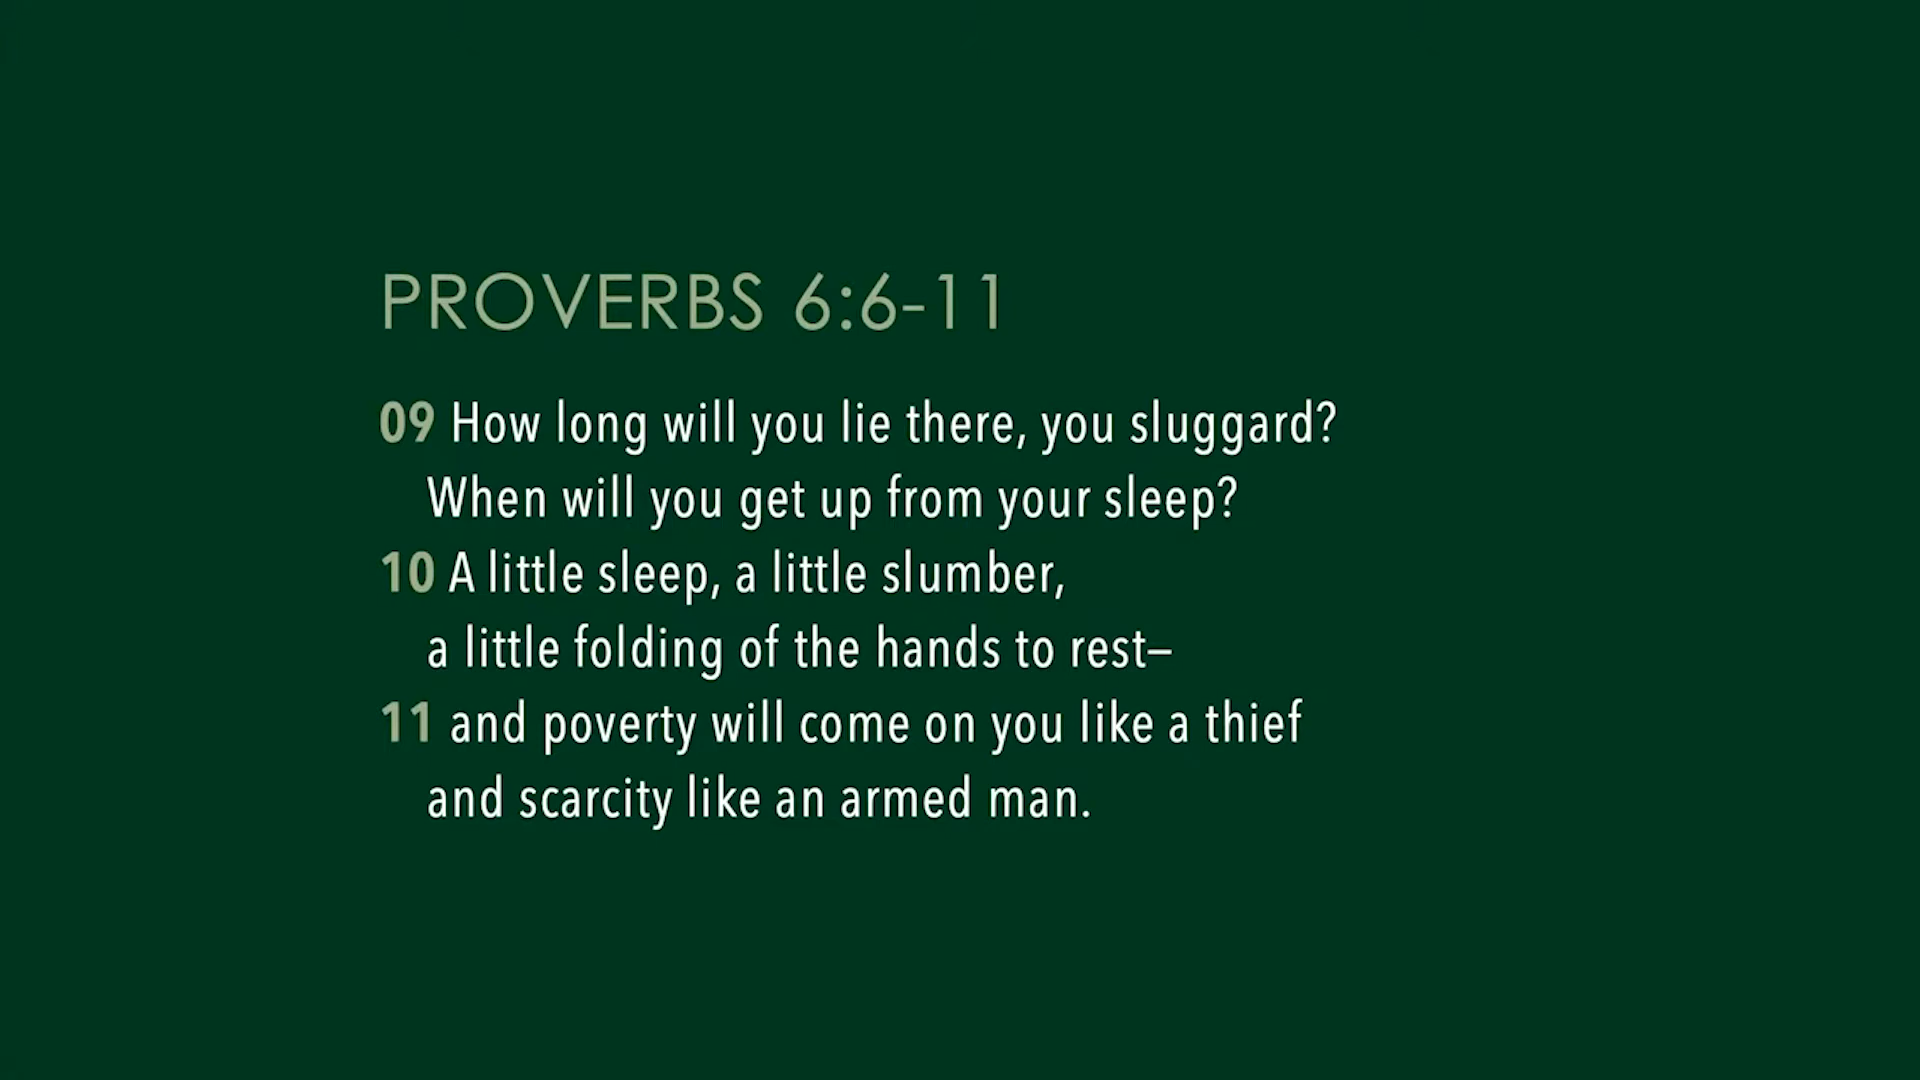 PROVERBS 6:6-11
09 How long will you lie there, you sluggard?
When will you get up from your sleep?
10 A little sleep, a little slumber,
a little folding of the hands to rest—
11 and poverty will come on you like a thief
and scarcity like an armed man.